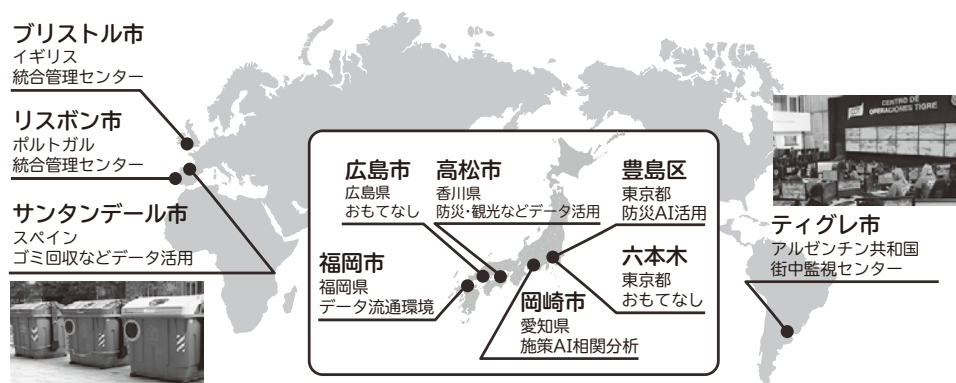 ブリストル市
イギリス
統合管理センター
リスボン市
ポルトガル
統合管理センター
サンタンデール市
スペイン
ゴミ回収などデータ活用
広島市
広島県
おもてなし
高松市
香川県
防災・観光などデータ活用
豊島区
東京都
防災AI活用
福岡市
福岡県
データ流通環境
岡崎市
愛知県
施策AI相関分析
六本木
東京都
おもてなし
CENTRO DE
OPERACIONES TIGRE
ティグレ市
アルゼンチン共和国
街中監視センター